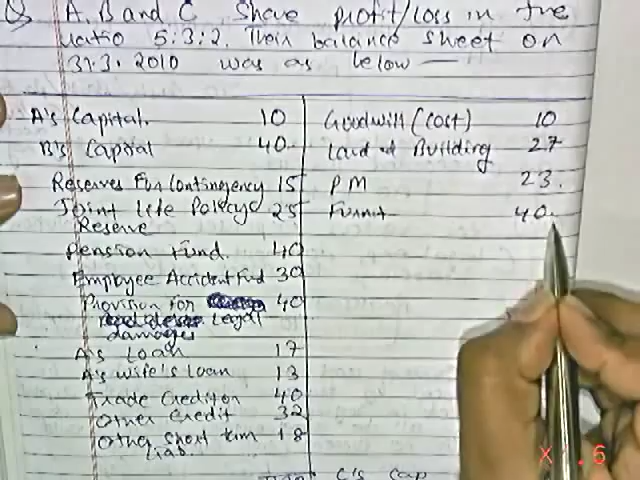 Q A, B and C Share profit/loss in the
ratio 5:3:2. Their balance sheet on
31.3.2010 was as below —
A's Capital. 10 Goodwill (Cost) 10
B's Capital 40 Land & Building 27
Reserves For Contingency 15 PM 23.
Joint Life Policy 25 Furnit 40.
Reserve
Pension Fund. 40
Employee Accident Fund 30
Provision For 40
Legal
damages
A's Loan 17
A's wife's Loan 13
Trade Creditor 40
Other Credit 32
Other Short term 18
Liab
C's Cap